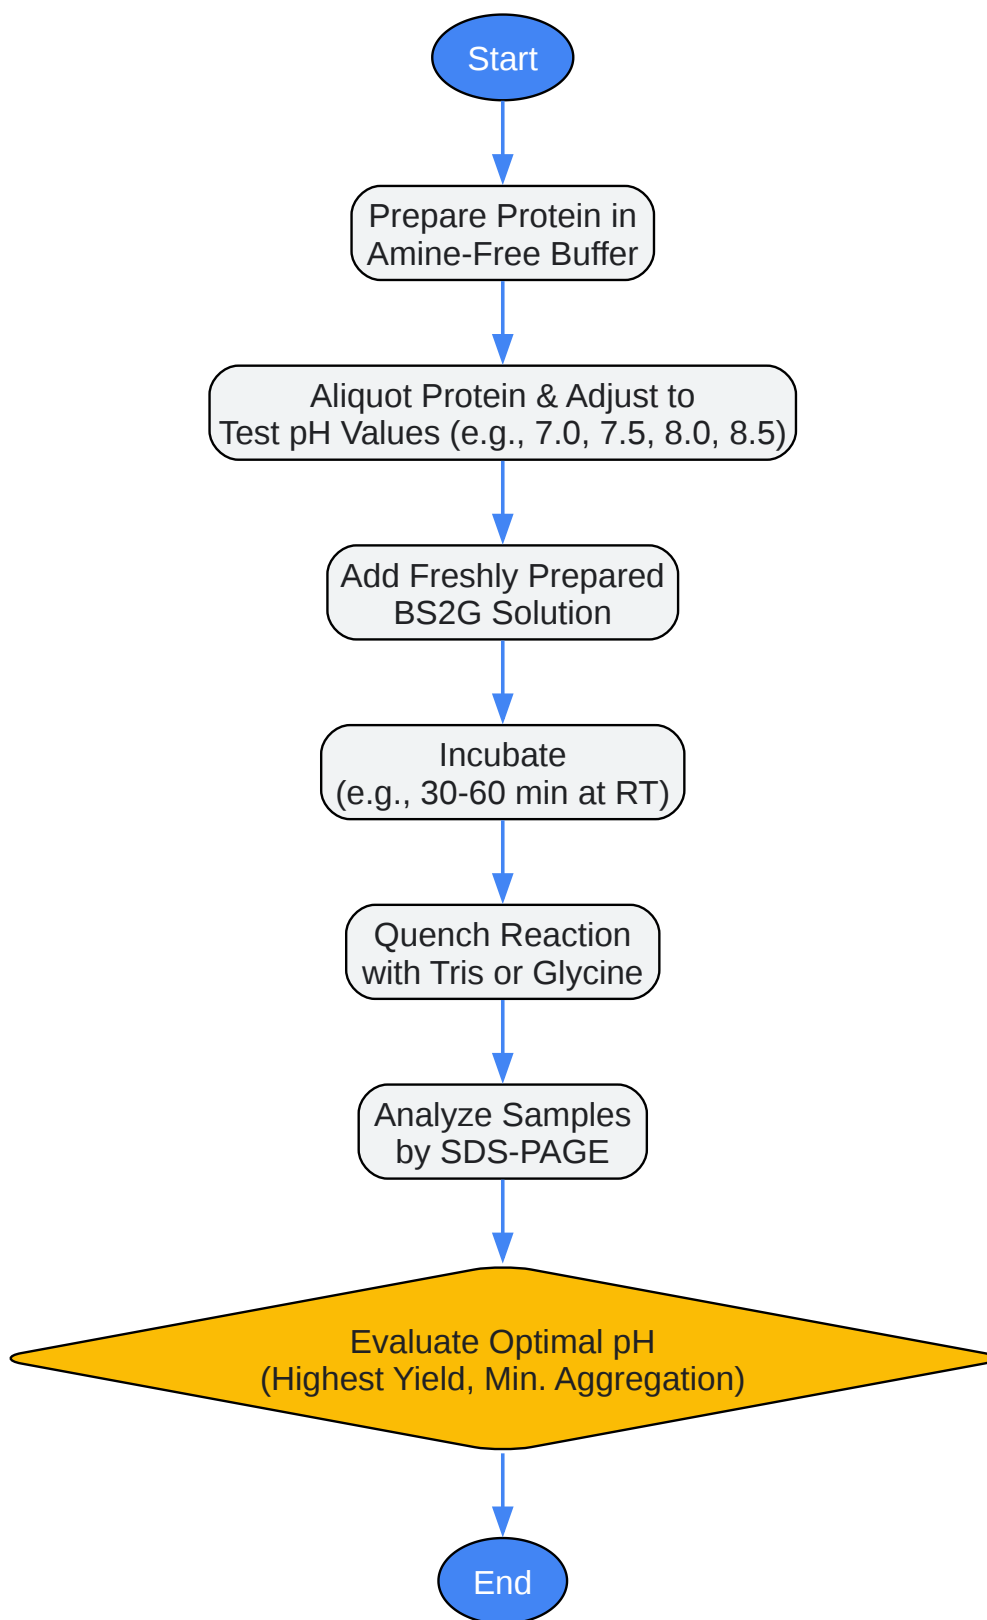 Start
Prepare Protein in
Amine-Free Buffer
Aliquot Protein & Adjust to
Test pH Values (e.g., 7.0, 7.5, 8.0, 8.5)
Add Freshly Prepared
BS2G Solution
Incubate
(e.g., 30-60 min at RT)
Quench Reaction
with Tris or Glycine
Analyze Samples
by SDS-PAGE
Evaluate Optimal pH
(Highest Yield, Min. Aggregation)
End